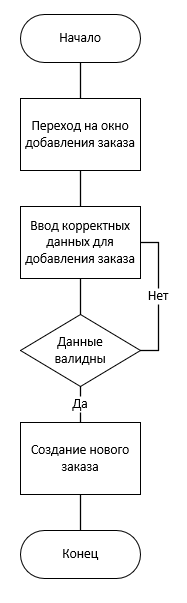 Начало
Переход на окно
добавления заказа
Ввод корректных
данных для
добавления заказа
Нет
Данные
валидны
Да
Создание нового
заказа
Конец